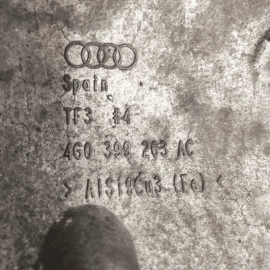 Spain
TF3 14
4G0 399 263 AC
> AlSi9Cu3 (Fe) <